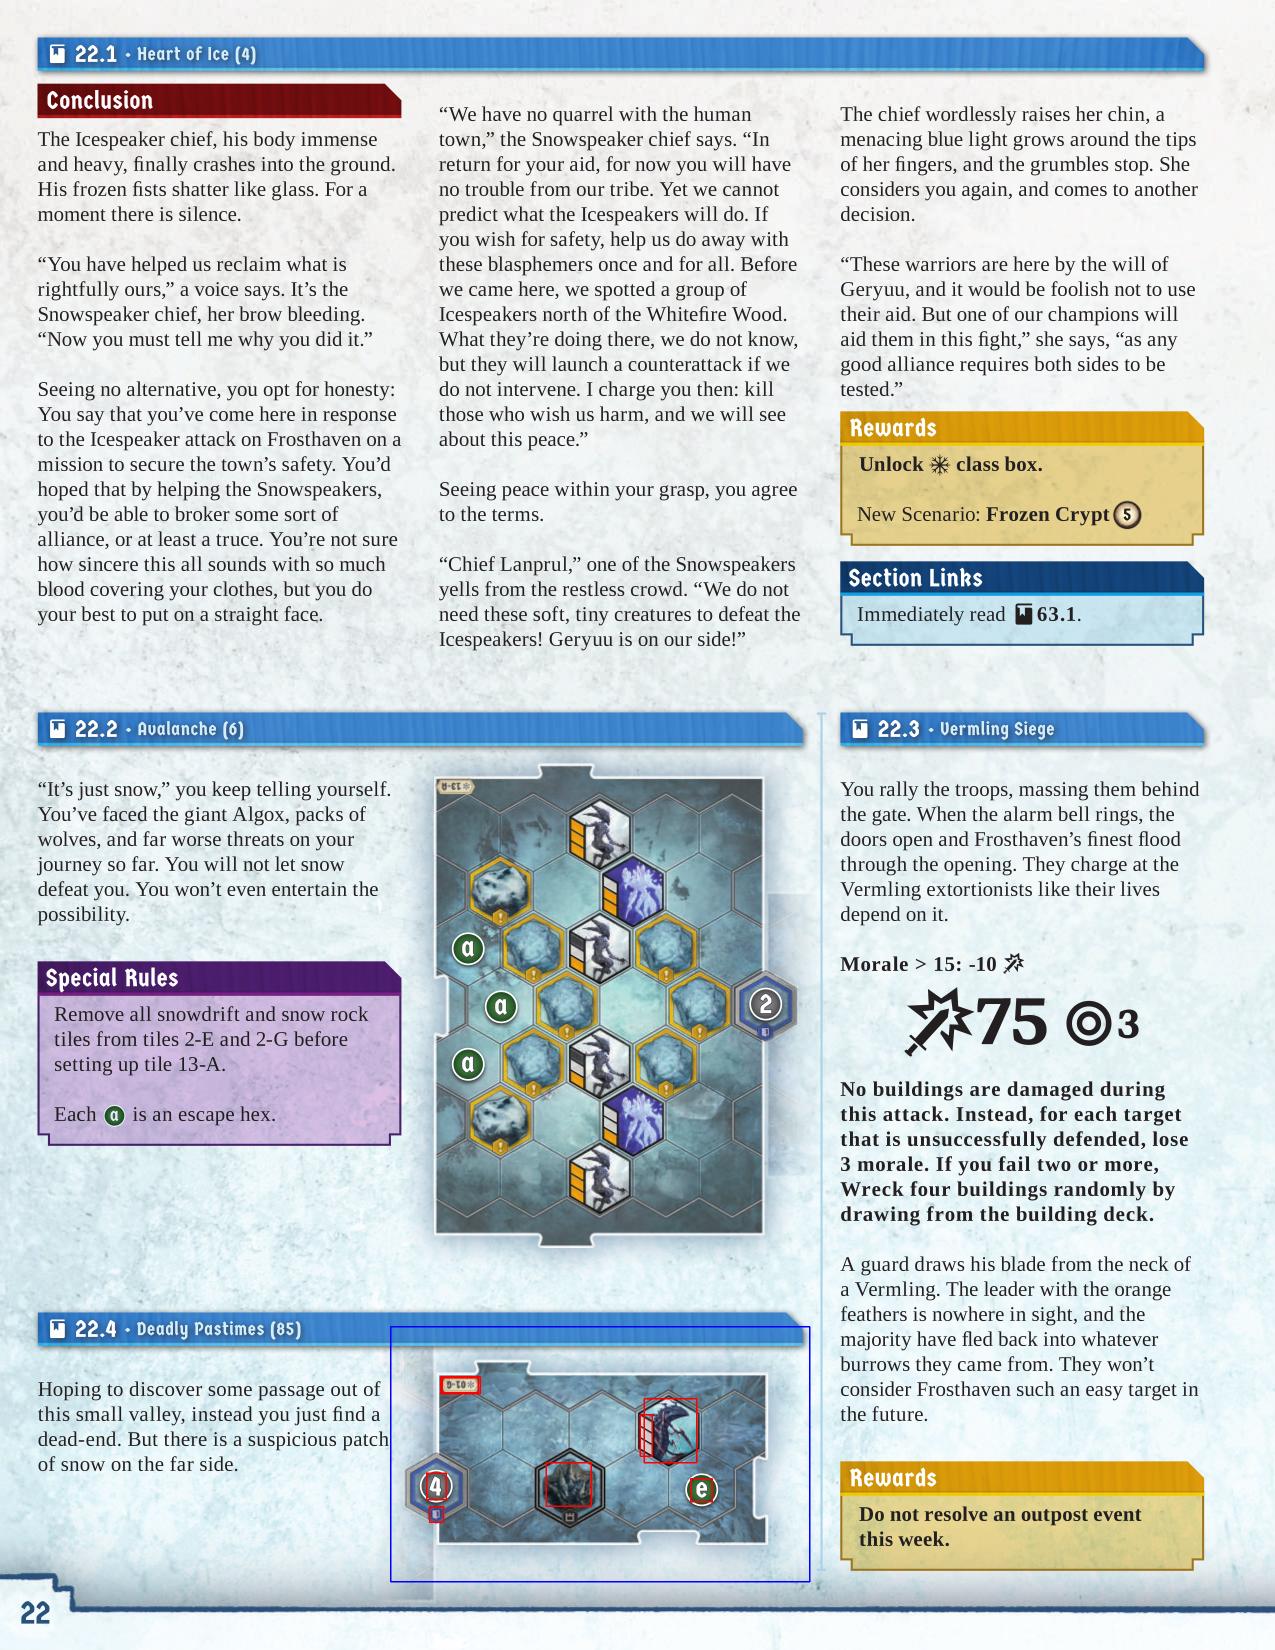 22.1 • Heart of Ice (4)
Conclusion
The Icespeaker chief, his body immense
and heavy, finally crashes into the ground.
His frozen fists shatter like glass. For a
moment there is silence.
“You have helped us reclaim what is
rightfully ours,” a voice says. It’s the
Snowspeaker chief, her brow bleeding.
“Now you must tell me why you did it.”
Seeing no alternative, you opt for honesty:
You say that you’ve come here in response
to the Icespeaker attack on Frosthaven on a
mission to secure the town’s safety. You’d
hoped that by helping the Snowspeakers,
you’d be able to broker some sort of
alliance, or at least a truce. You’re not sure
how sincere this all sounds with so much
blood covering your clothes, but you do
your best to put on a straight face.
“We have no quarrel with the human
town,” the Snowspeaker chief says. “In
return for your aid, for now you will have
no trouble from our tribe. Yet we cannot
predict what the Icespeakers will do. If
you wish for safety, help us do away with
these blasphemers once and for all. Before
we came here, we spotted a group of
Icespeakers north of the Whitefire Wood.
What they’re doing there, we do not know,
but they will launch a counterattack if we
do not intervene. I charge you then: kill
those who wish us harm, and we will see
about this peace.”
Seeing peace within your grasp, you agree
to the terms.
“Chief Lanprul,” one of the Snowspeakers
yells from the restless crowd. “We do not
need these soft, tiny creatures to defeat the
Icespeakers! Geryuu is on our side!”
The chief wordlessly raises her chin, a
menacing blue light grows around the tips
of her fingers, and the grumbles stop. She
considers you again, and comes to another
decision.
“These warriors are here by the will of
Geryuu, and it would be foolish not to use
their aid. But one of our champions will
aid them in this fight,” she says, “as any
good alliance requires both sides to be
tested.”
Rewards
Unlock class box.
New Scenario: Frozen Crypt 5
Section Links
Immediately read 63.1.
22.2 • Avalanche (6)
“It’s just snow,” you keep telling yourself.
You’ve faced the giant Algox, packs of
wolves, and far worse threats on your
journey so far. You will not let snow
defeat you. You won’t even entertain the
possibility.
Special Rules
Remove all snowdrift and snow rock
tiles from tiles 2-E and 2-G before
setting up tile 13-A.
Each a is an escape hex.
13-A
a
a
2
a
22.3 • Vermling Siege
You rally the troops, massing them behind
the gate. When the alarm bell rings, the
doors open and Frosthaven’s finest flood
through the opening. They charge at the
Vermling extortionists like their lives
depend on it.
Morale > 15: -10
75 3
No buildings are damaged during
this attack. Instead, for each target
that is unsuccessfully defended, lose
3 morale. If you fail two or more,
Wreck four buildings randomly by
drawing from the building deck.
A guard draws his blade from the neck of
a Vermling. The leader with the orange
feathers is nowhere in sight, and the
majority have fled back into whatever
burrows they came from. They won’t
consider Frosthaven such an easy target in
the future.
Rewards
Do not resolve an outpost event
this week.
22.4 • Deadly Pastimes (85)
Hoping to discover some passage out of
this small valley, instead you just find a
dead-end. But there is a suspicious patch
of snow on the far side.
01-G
4
e
22